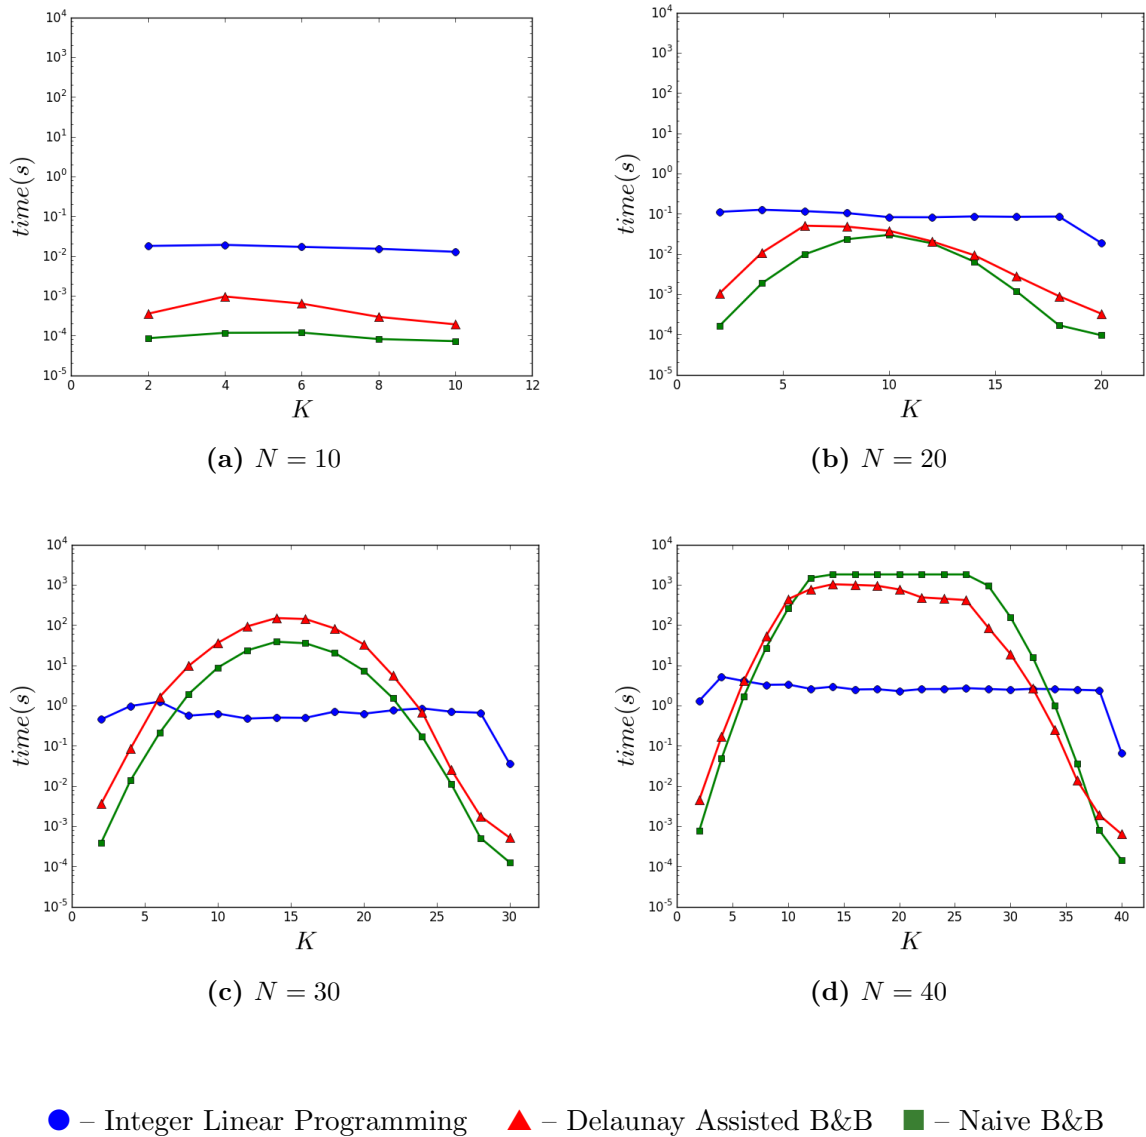 10^4
10^3
10^2
10^1
10^0
10^-1
10^-2
10^-3
10^-4
10^-5
time(s)
0 2 4 6 8 10 12
K
(a) N = 10
10^4
10^3
10^2
10^1
10^0
10^-1
10^-2
10^-3
10^-4
10^-5
time(s)
0 5 10 15 20
K
(b) N = 20
10^4
10^3
10^2
10^1
10^0
10^-1
10^-2
10^-3
10^-4
10^-5
time(s)
0 5 10 15 20 25 30
K
(c) N = 30
10^4
10^3
10^2
10^1
10^0
10^-1
10^-2
10^-3
10^-4
10^-5
time(s)
0 5 10 15 20 25 30 35 40
K
(d) N = 40
– Integer Linear Programming – Delaunay Assisted B&B – Naive B&B